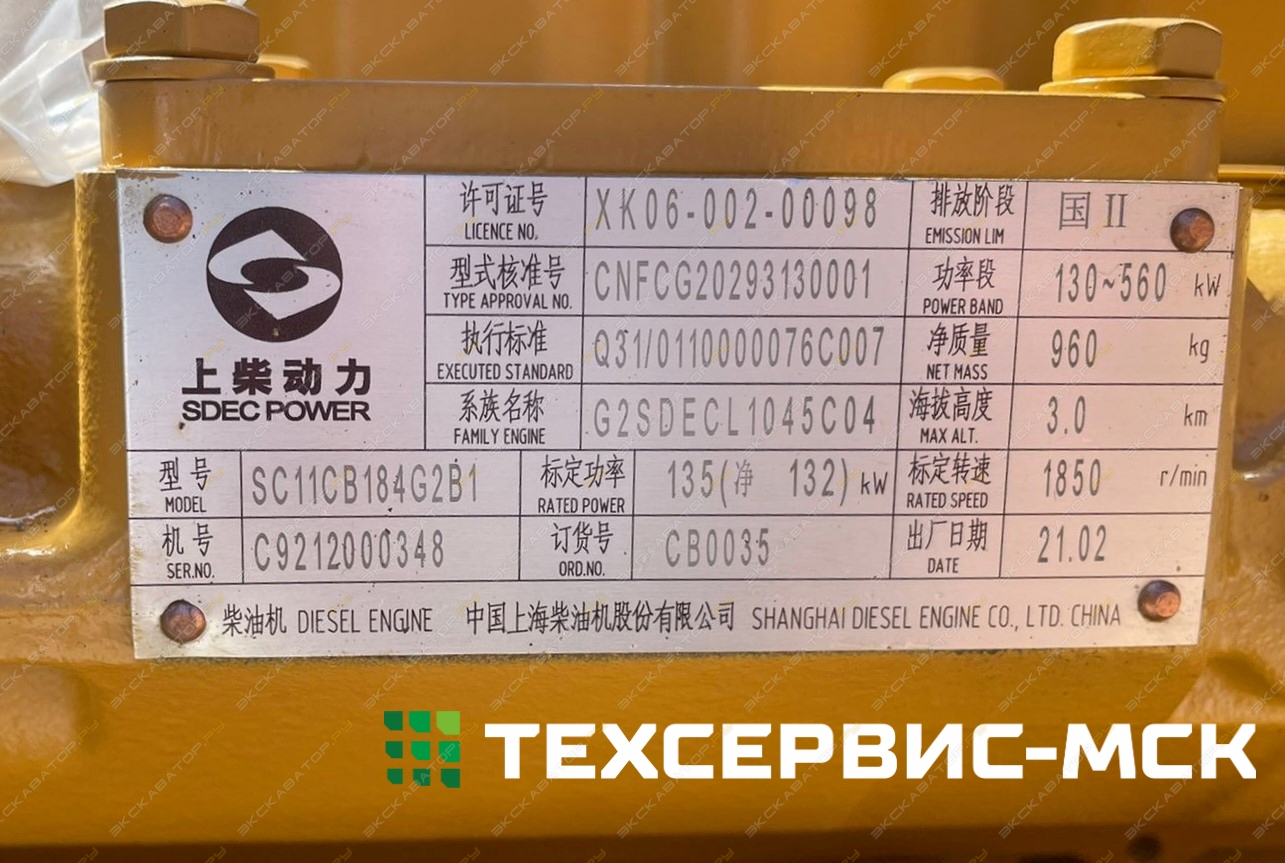 许可证号 XK06-002-00098 排放阶段 国II
LICENCE NO. EMISSION LIM
型式核准号 CNFCG20293130001 功率段 130~560 kW
TYPE APPROVAL NO. POWER BAND
执行标准 Q31/0110000076C007 净质量 960 kg
EXECUTED STANDARD NET MASS
上柴动力
SDEC POWER
系族名称 G2SDECL1045C04 海拔高度 3.0 km
FAMILY ENGINE MAX ALT.
型号 SC11CB184G2B1 标定功率 135(净 132) kW 标定转速 1850 r/min
MODEL RATED POWER RATED SPEED
机号 C9212000348 订货号 CB0035 出厂日期 21.02
SER.NO. ORD.NO. DATE
柴油机 DIESEL ENGINE 中国上海柴油机股份有限公司 SHANGHAI DIESEL ENGINE CO., LTD. CHINA
ТЕХСЕРВИС-МСК
ЭКСКАВАТОР.РУ